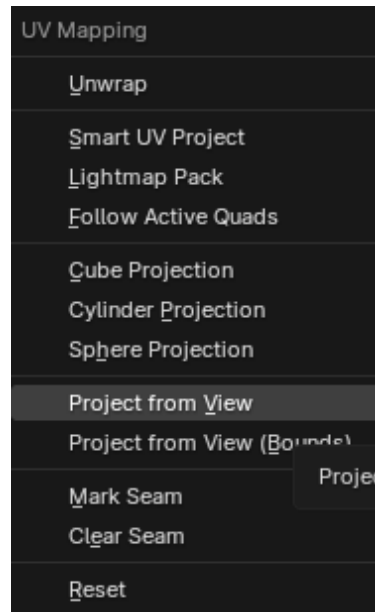 UV Mapping
Unwrap
Smart UV Project
Lightmap Pack
Follow Active Quads
Cube Projection
Cylinder Projection
Sphere Projection
Project from View
Project from View (Bounds)
Mark Seam
Clear Seam
Reset